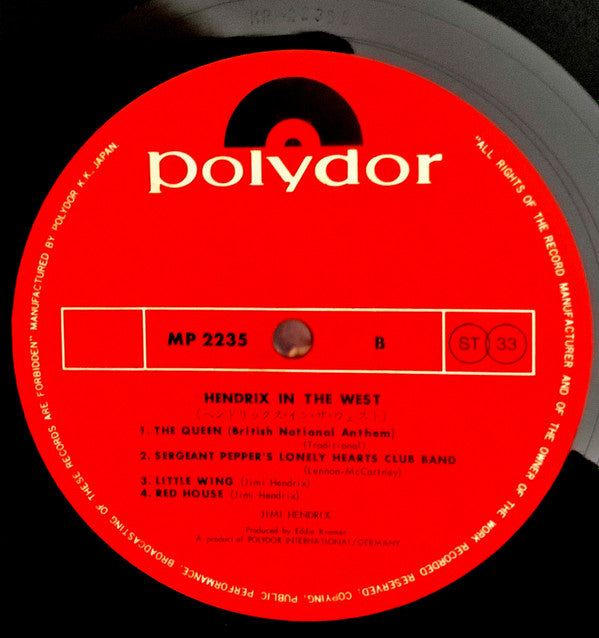 polydor
MP 2235
B
ST 33
HENDRIX IN THE WEST
(ヘンドリックス・イン・ザ・ウェスト)
1. THE QUEEN (British National Anthem)
(Traditional)
2. SERGEANT PEPPER'S LONELY HEARTS CLUB BAND
(Lennon-McCartney)
3. LITTLE WING (Jimi Hendrix)
4. RED HOUSE (Jimi Hendrix)
JIMI HENDRIX
Produced by Eddie Kramer
A product of POLYDOR INTERNATIONAL/GERMANY
"ALL RIGHTS OF THE RECORD MANUFACTURER AND OF THE OWNER OF THE WORK RECORDED RESERVED. COPYING, PUBLIC PERFORMANCE, BROADCASTING OF THESE RECORDS ARE FORBIDDEN" MANUFACTURED BY POLYDOR K.K. JAPAN.